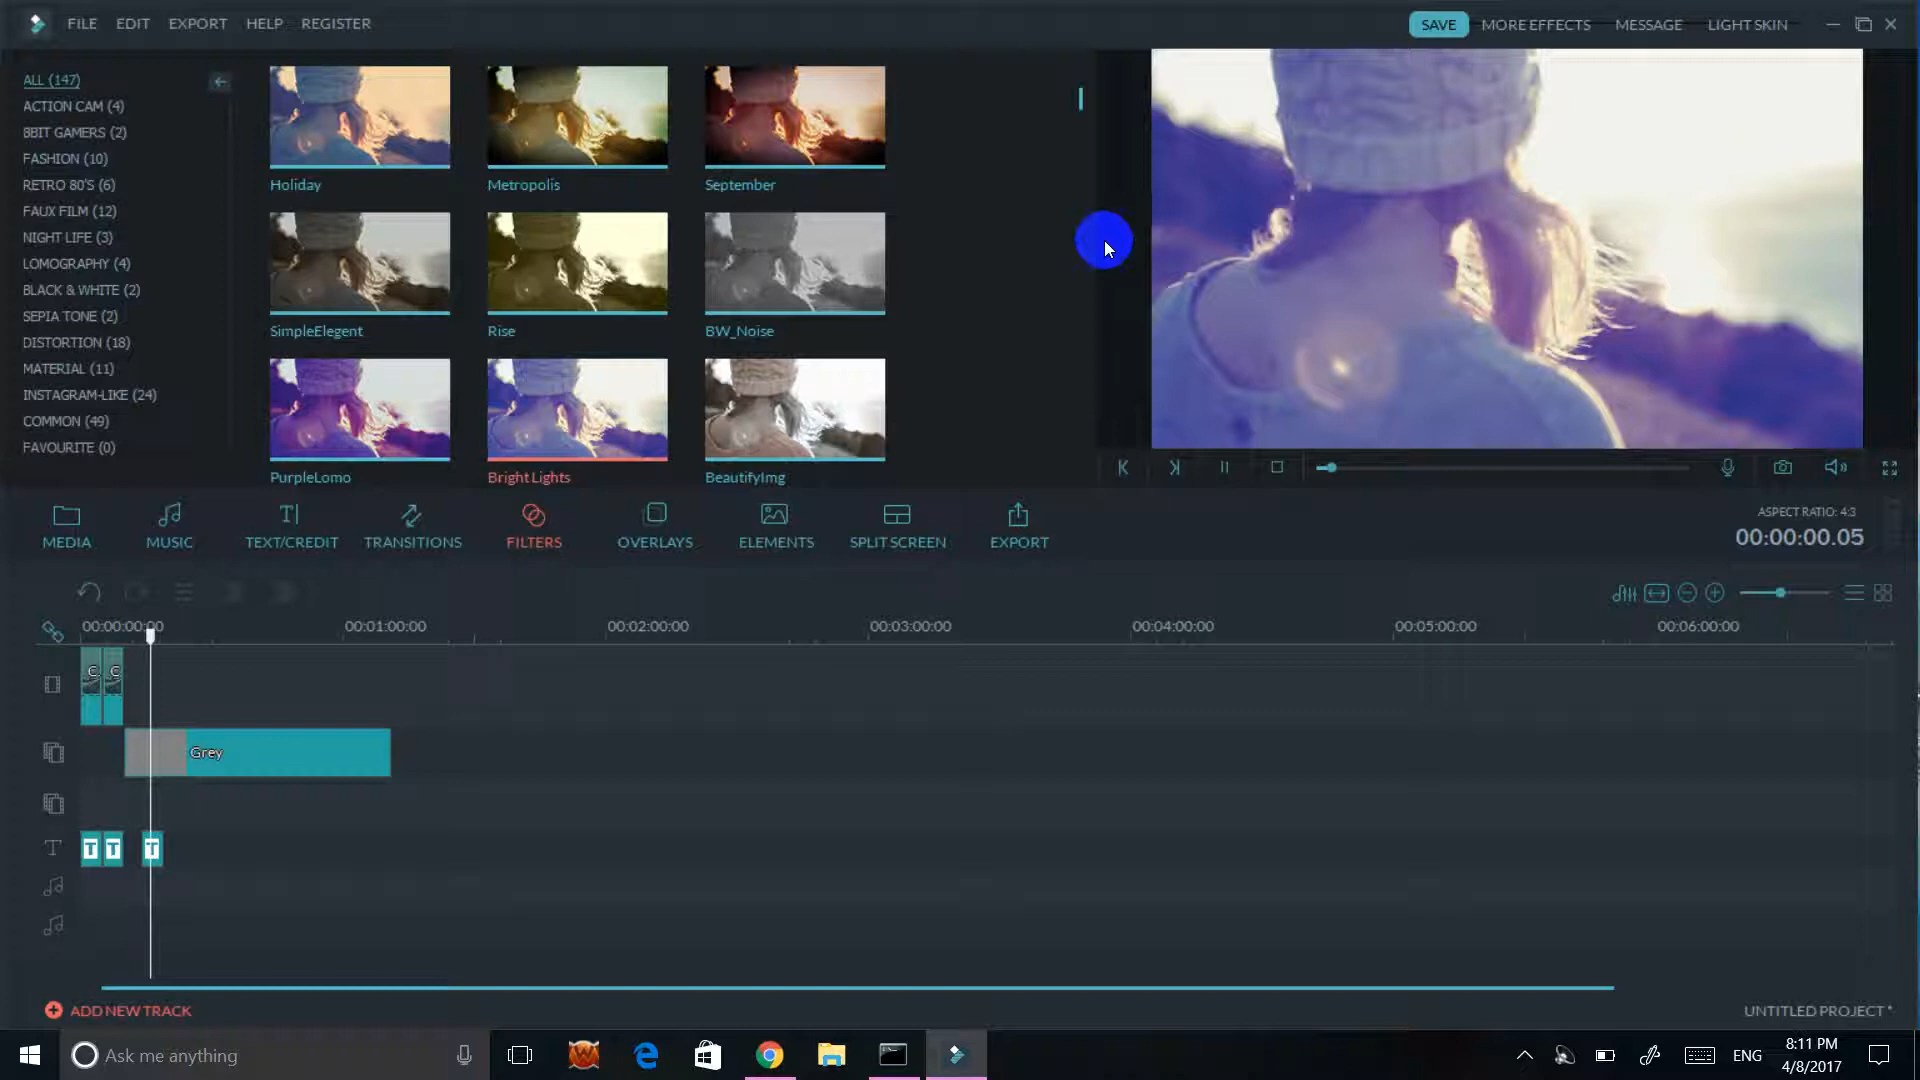 FILE EDIT EXPORT HELP REGISTER
SAVE MORE EFFECTS MESSAGE LIGHT SKIN
ALL (147)
ACTION CAM (4)
8BIT GAMERS (2)
FASHION (10)
RETRO 80'S (6)
FAUX FILM (12)
NIGHT LIFE (3)
LOMOGRAPHY (4)
BLACK & WHITE (2)
SEPIA TONE (2)
DISTORTION (18)
MATERIAL (11)
INSTAGRAM-LIKE (24)
COMMON (49)
FAVOURITE (0)
Holiday Metropolis September
SimpleElegent Rise BW_Noise
PurpleLomo Bright Lights BeautifyImg
MEDIA MUSIC TEXT/CREDIT TRANSITIONS FILTERS OVERLAYS ELEMENTS SPLIT SCREEN EXPORT
ASPECT RATIO: 4:3
00:00:00.05
00:00:00:00 00:01:00:00 00:02:00:00 00:03:00:00 00:04:00:00 00:05:00:00 00:06:00:00
C C
Grey
T T T
ADD NEW TRACK
UNTITLED PROJECT *
Ask me anything
ENG
8:11 PM
4/8/2017